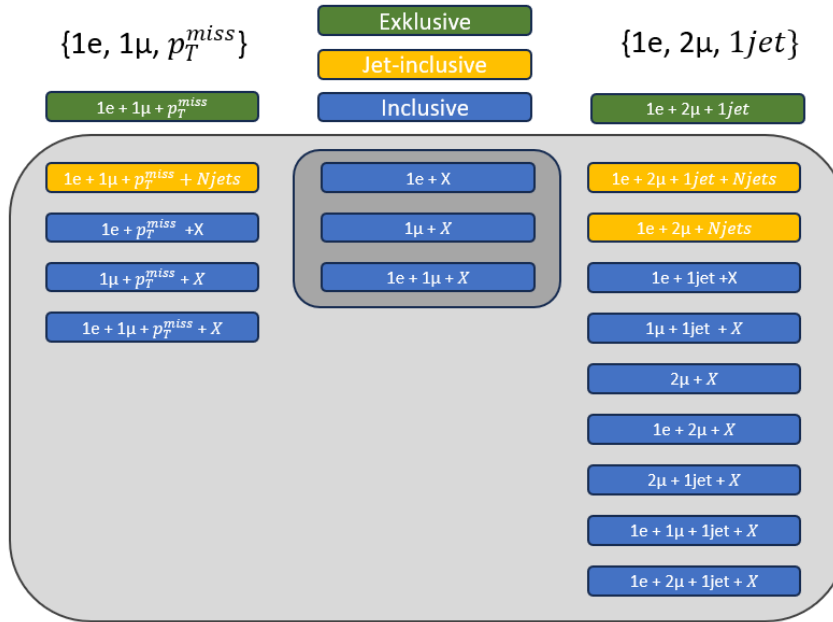 {1e, 1μ, p_T^{miss}}
Exklusive
Jet-inclusive
Inclusive
{1e, 2μ, 1jet}
1e + 1μ + p_T^{miss}
1e + 2μ + 1jet
1e + 1μ + p_T^{miss} + Njets
1e + p_T^{miss} +X
1μ + p_T^{miss} + X
1e + 1μ + p_T^{miss} + X
1e + X
1μ + X
1e + 1μ + X
1e + 2μ + 1jet + Njets
1e + 2μ + Njets
1e + 1jet +X
1μ + 1jet + X
2μ + X
1e + 2μ + X
2μ + 1jet + X
1e + 1μ + 1jet + X
1e + 2μ + 1jet + X